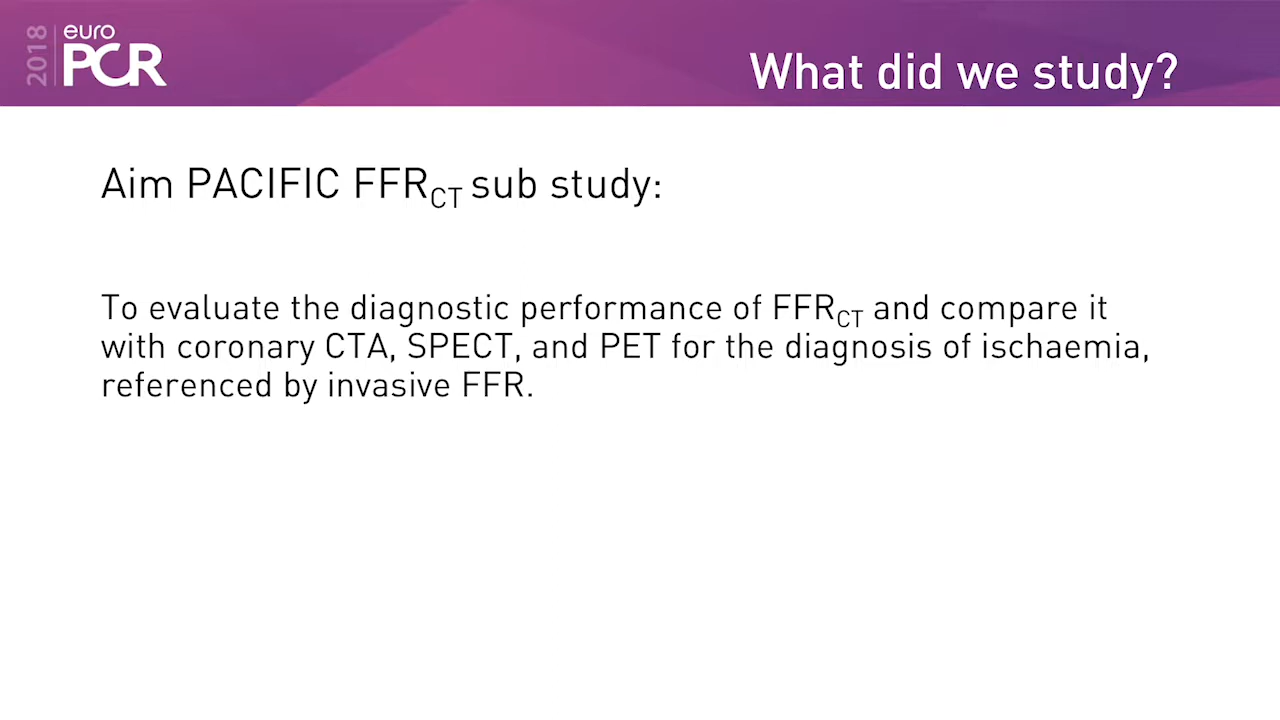 2018
euro
PCR
What did we study?
Aim PACIFIC FFRCT sub study:
To evaluate the diagnostic performance of FFRCT and compare it
with coronary CTA, SPECT, and PET for the diagnosis of ischaemia,
referenced by invasive FFR.